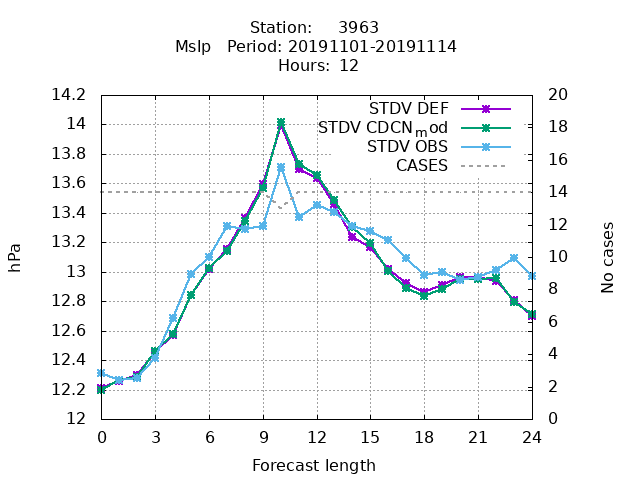 Station: 3963
Mslp Period: 20191101-20191114
Hours: 12
14.2
14
13.8
13.6
13.4
13.2
13
12.8
12.6
12.4
12.2
12
20
18
16
14
12
10
8
6
4
2
0
STDV DEF
STDV CDCN_mod
STDV OBS
CASES
hPa
No cases
0 3 6 9 12 15 18 21 24
Forecast length